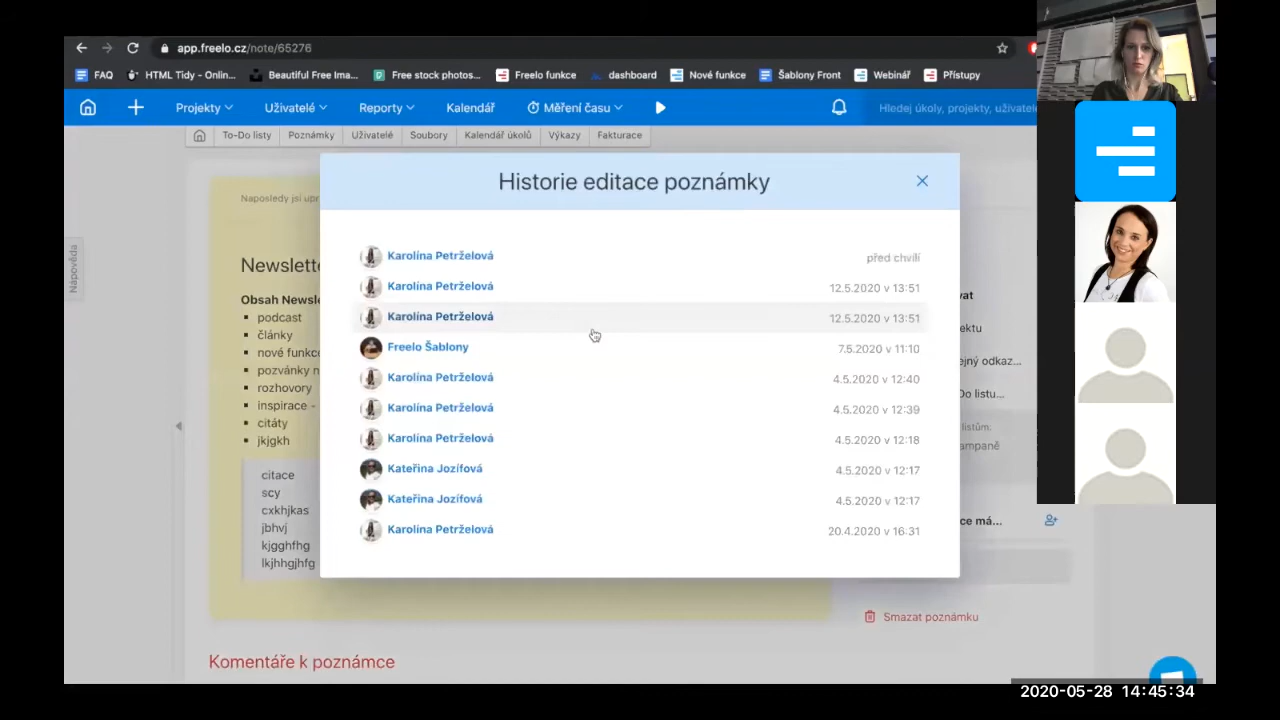 app.freelo.cz/note/65276
FAQ
HTML Tidy - Onlin...
Beautiful Free Ima...
Free stock photos...
Freelo funkce
dashboard
Nové funkce
Šablony Front
Webinář
Přístupy
Projekty
Uživatelé
Reporty
Kalendář
Měření času
Hledej úkoly, projekty, uživatele
To-Do listy
Poznámky
Uživatelé
Soubory
Kalendář úkolů
Výkazy
Fakturace
Historie editace poznámky
Naposledy jsi upr
Nápověda
Newslette
Obsah Newsle
podcast
články
nové funkce
pozvánky n
rozhovory
inspirace -
citáty
jkjgkh
citace
scy
cxkhjkas
jbhvj
kjgghfhg
lkjhhgjhfg
Karolína Petrželová před chvílí
Karolína Petrželová 12.5.2020 v 13:51
Karolína Petrželová 12.5.2020 v 13:51
Freelo Šablony 7.5.2020 v 11:10
Karolína Petrželová 4.5.2020 v 12:40
Karolína Petrželová 4.5.2020 v 12:39
Karolína Petrželová 4.5.2020 v 12:18
Kateřina Jozífová 4.5.2020 v 12:17
Kateřina Jozífová 4.5.2020 v 12:17
Karolína Petrželová 20.4.2020 v 16:31
vat
ektu
ejný odkaz...
Do listu...
listům.
ampaně
ce má...
Smazat poznámku
Komentáře k poznámce
2020-05-28 14:45:34